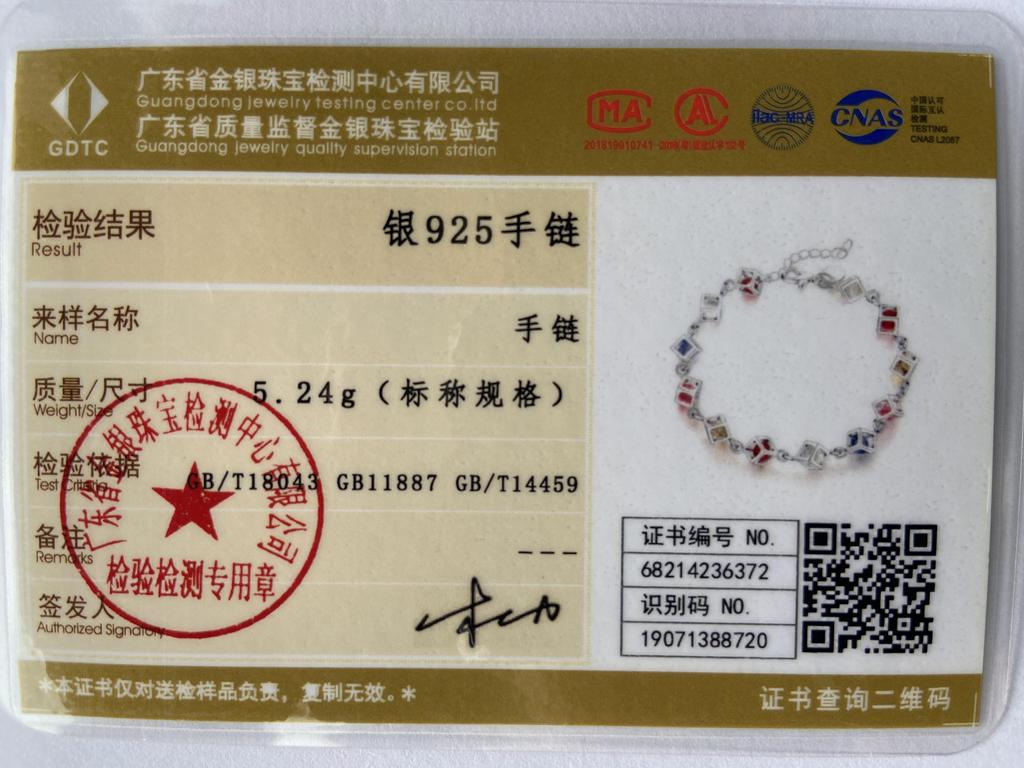 GDTC
广东省金银珠宝检测中心有限公司
Guangdong jewelry testing center co.ltd
广东省质量监督金银珠宝检验站
Guangdong jewelry quality supervision station
MA
201819010741
AL
ilac-MRA
CNAS
中国认可
国际互认
检测
TESTING
CNAS L2087
检验结果
Result
银925手链
来样名称
Name
手链
质量/尺寸
Weight/Size
5.24g（标称规格）
检验依据
Test Criteria
GB/T18043 GB11887 GB/T14459
备注
Remarks
---
签发人
Authorized Signatory
广东省金银珠宝检测中心有限公司
检验检测专用章
证书编号 NO.
68214236372
识别码 NO.
19071388720
*本证书仅对送检样品负责，复制无效。*
证书查询二维码